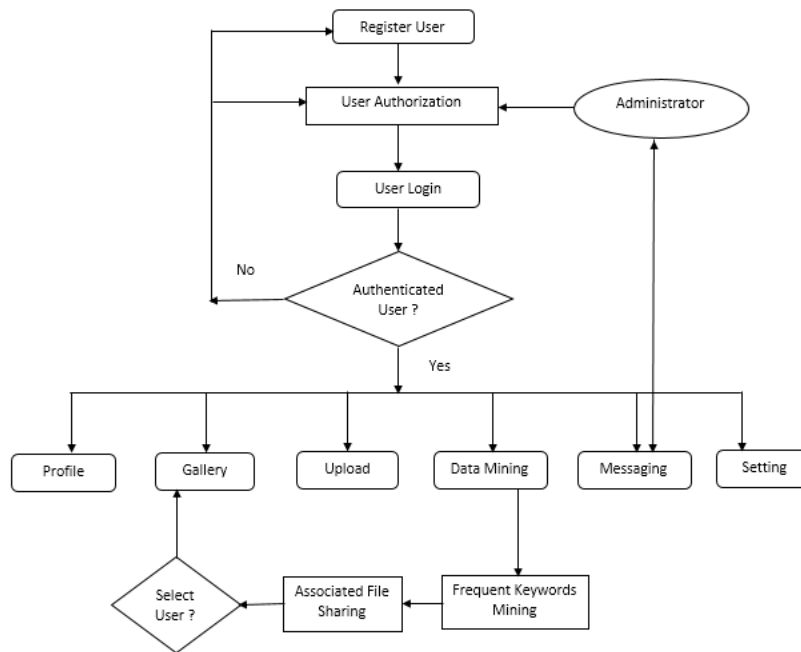 Register User
User Authorization
Administrator
User Login
No
Authenticated
User ?
Yes
Profile
Gallery
Upload
Data Mining
Messaging
Setting
Select
User ?
Associated File
Sharing
Frequent Keywords
Mining